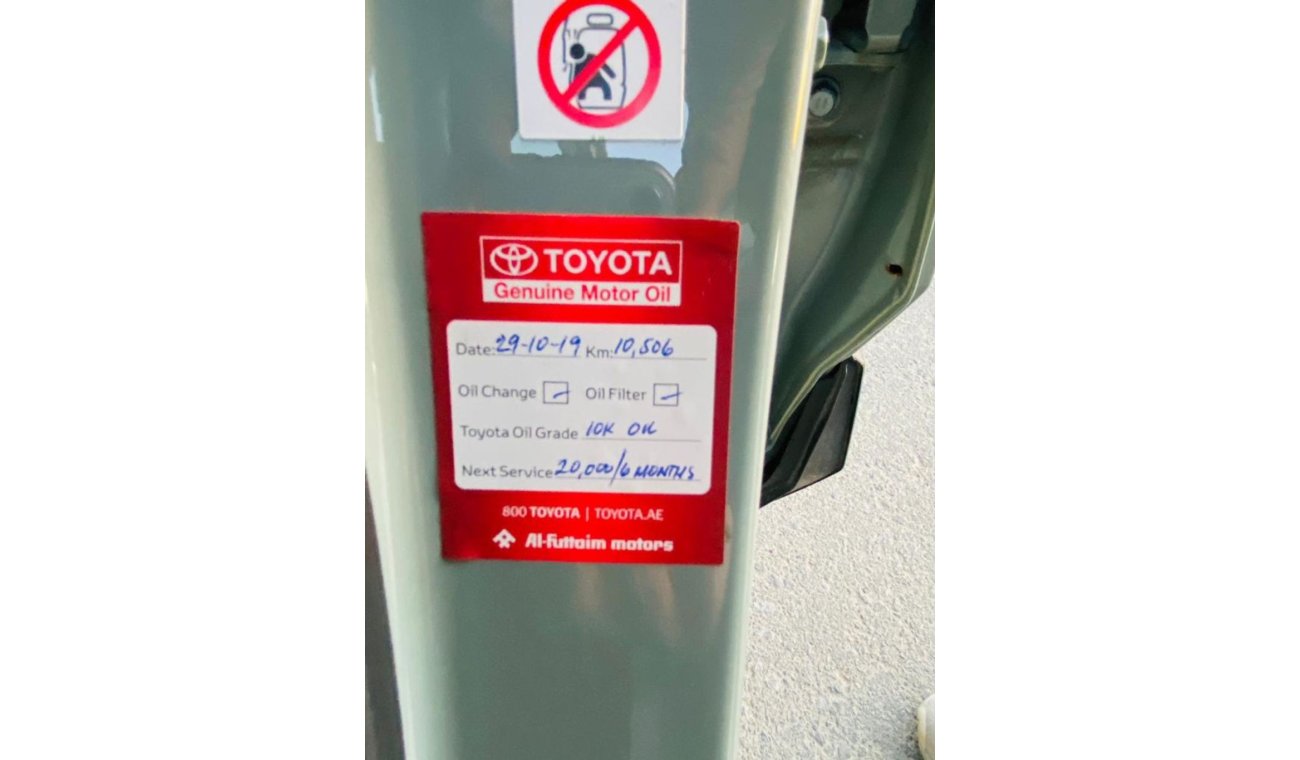 TOYOTA
Genuine Motor Oil
Date: 29-10-19 Km: 10,506
Oil Change Oil Filter
Toyota Oil Grade 10K OIL
Next Service 20,000/6 MONTHS
800 TOYOTA | TOYOTA.AE
Al-Futtaim motors